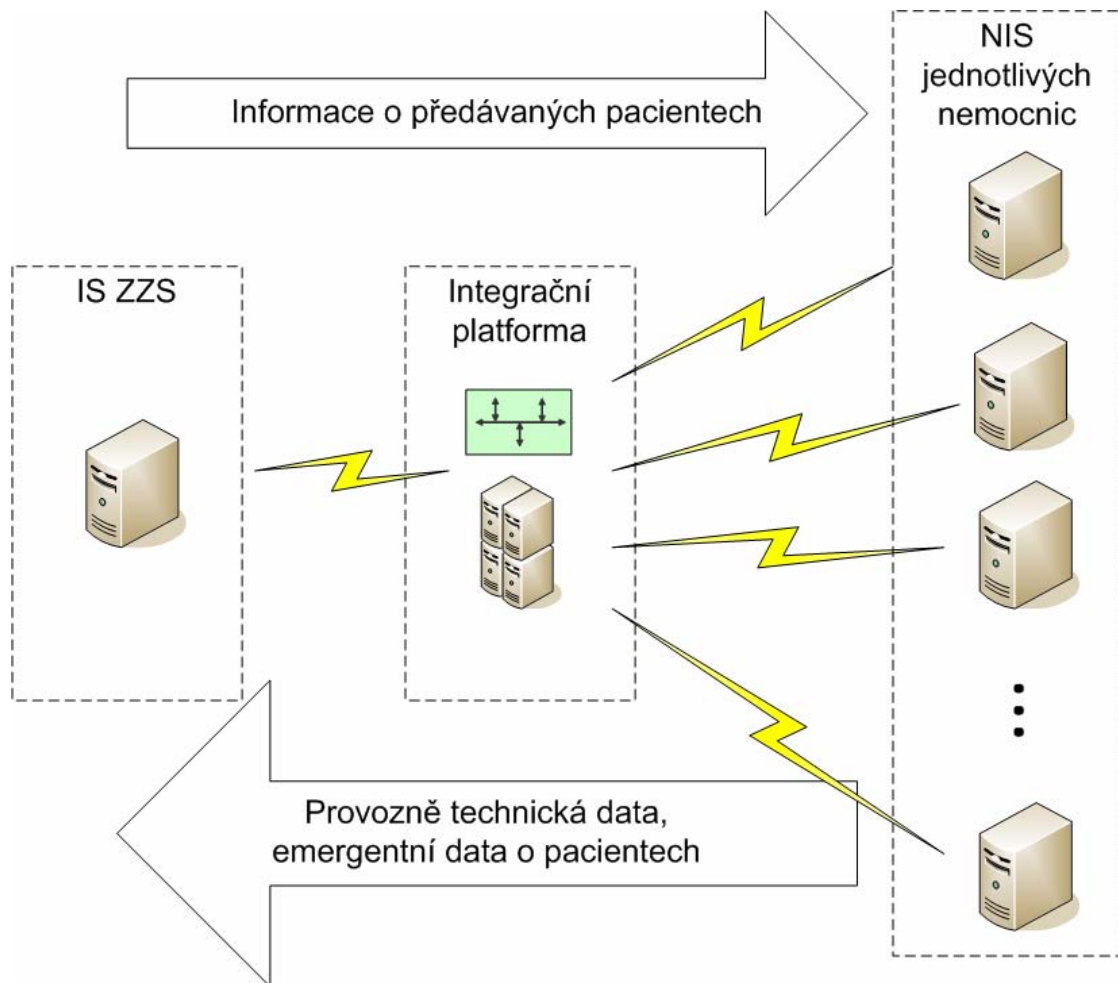 Informace o předávaných pacientech
NIS
jednotlivých
nemocnic
IS ZZS
Integrační
platforma
Provozně technická data,
emergentní data o pacientech